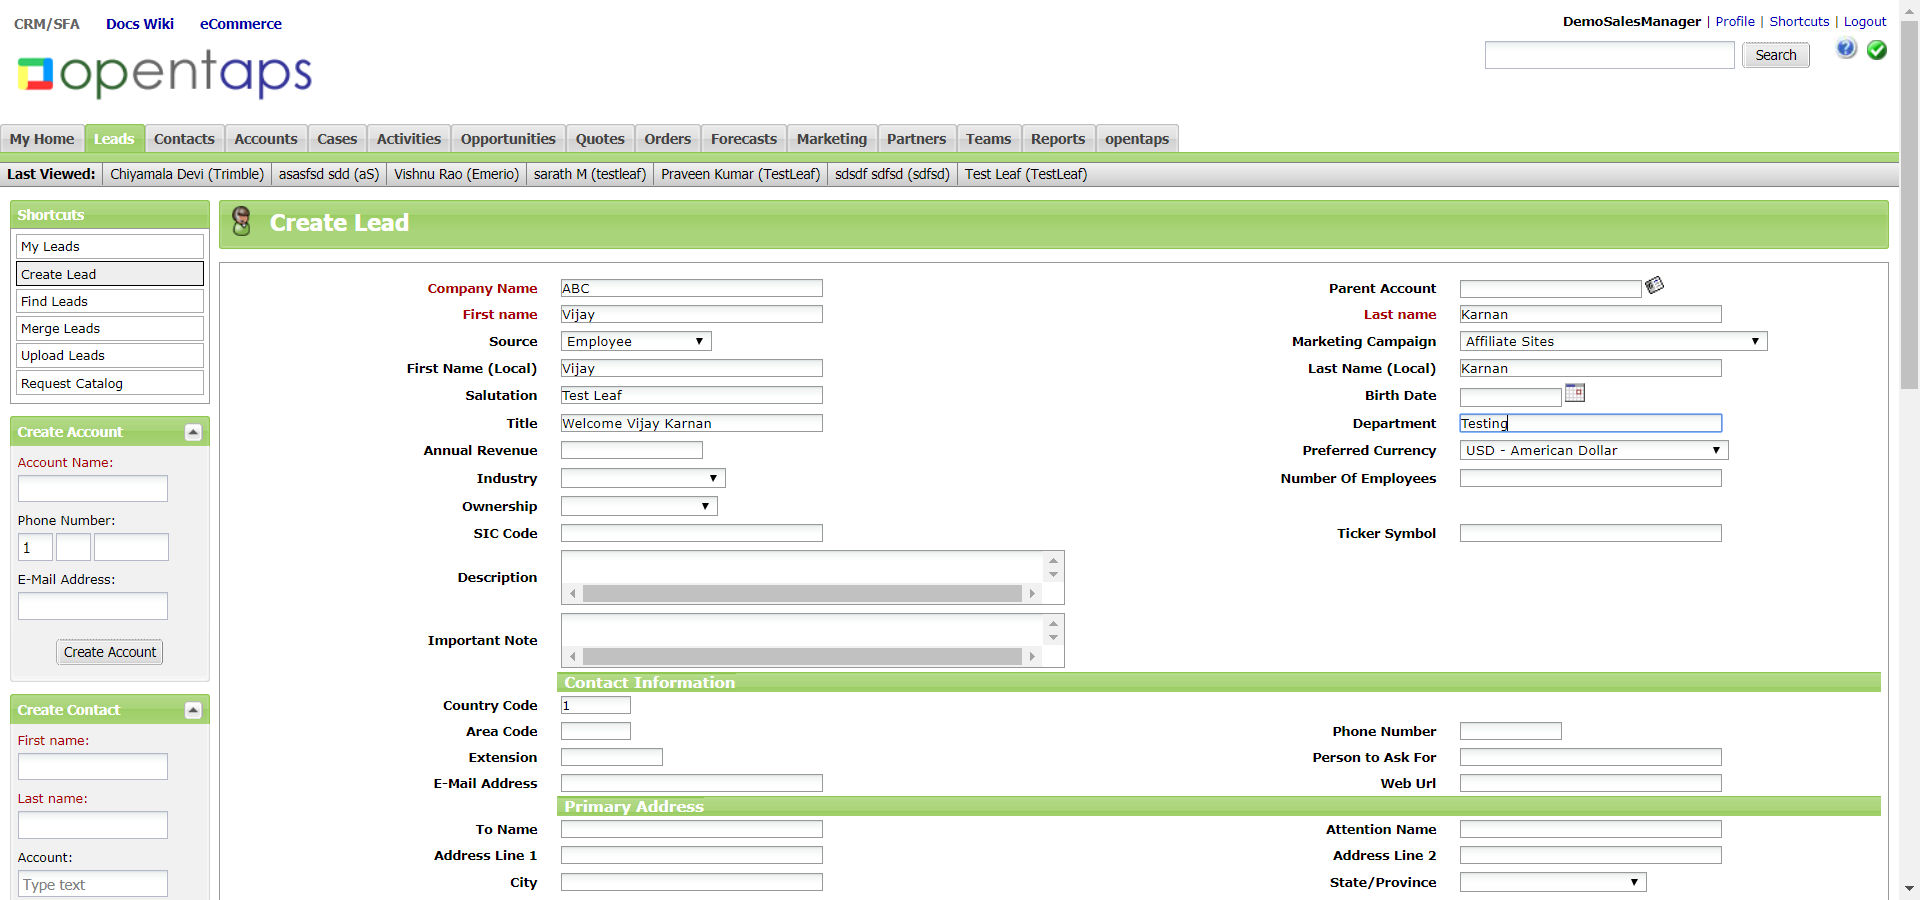 CRM/SFA Docs Wiki eCommerce
DemoSalesManager | Profile | Shortcuts | Logout
opentaps
Search
My Home Leads Contacts Accounts Cases Activities Opportunities Quotes Orders Forecasts Marketing Partners Teams Reports opentaps
Last Viewed: Chiyamala Devi (Trimble) asasfsd sdd (aS) Vishnu Rao (Emerio) sarath M (testleaf) Praveen Kumar (TestLeaf) sdsdf sdfsd (sdfsd) Test Leaf (TestLeaf)
Shortcuts
My Leads
Create Lead
Find Leads
Merge Leads
Upload Leads
Request Catalog
Create Account
Account Name:
Phone Number:
1
E-Mail Address:
Create Account
Create Contact
First name:
Last name:
Account:
Type text
Create Lead
Company Name ABC Parent Account
First name Vijay Last name Karnan
Source Employee Marketing Campaign Affiliate Sites
First Name (Local) Vijay Last Name (Local) Karnan
Salutation Test Leaf Birth Date
Title Welcome Vijay Karnan Department Testing
Annual Revenue Preferred Currency USD - American Dollar
Industry Number Of Employees
Ownership
SIC Code Ticker Symbol
Description
Important Note
Contact Information
Country Code 1
Area Code Phone Number
Extension Person to Ask For
E-Mail Address Web Url
Primary Address
To Name Attention Name
Address Line 1 Address Line 2
City State/Province